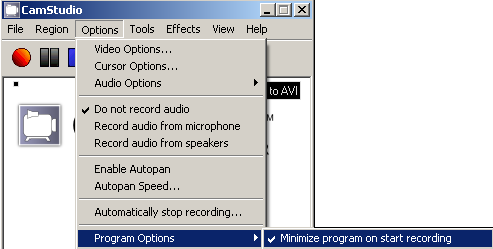 CamStudio
File Region Options Tools Effects View Help
Video Options...
Cursor Options...
Audio Options
to AVI
Do not record audio
Record audio from microphone
Record audio from speakers
Enable Autopan
Autopan Speed...
Automatically stop recording...
Program Options
Minimize program on start recording